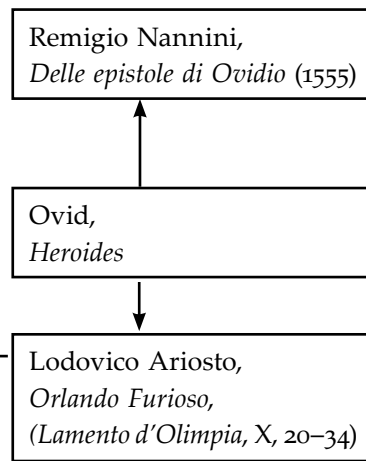 Remigio Nannini,
Delle epistole di Ovidio (1555)
Ovid,
Heroides
Lodovico Ariosto,
Orlando Furioso,
(Lamento d'Olimpia, X, 20–34)